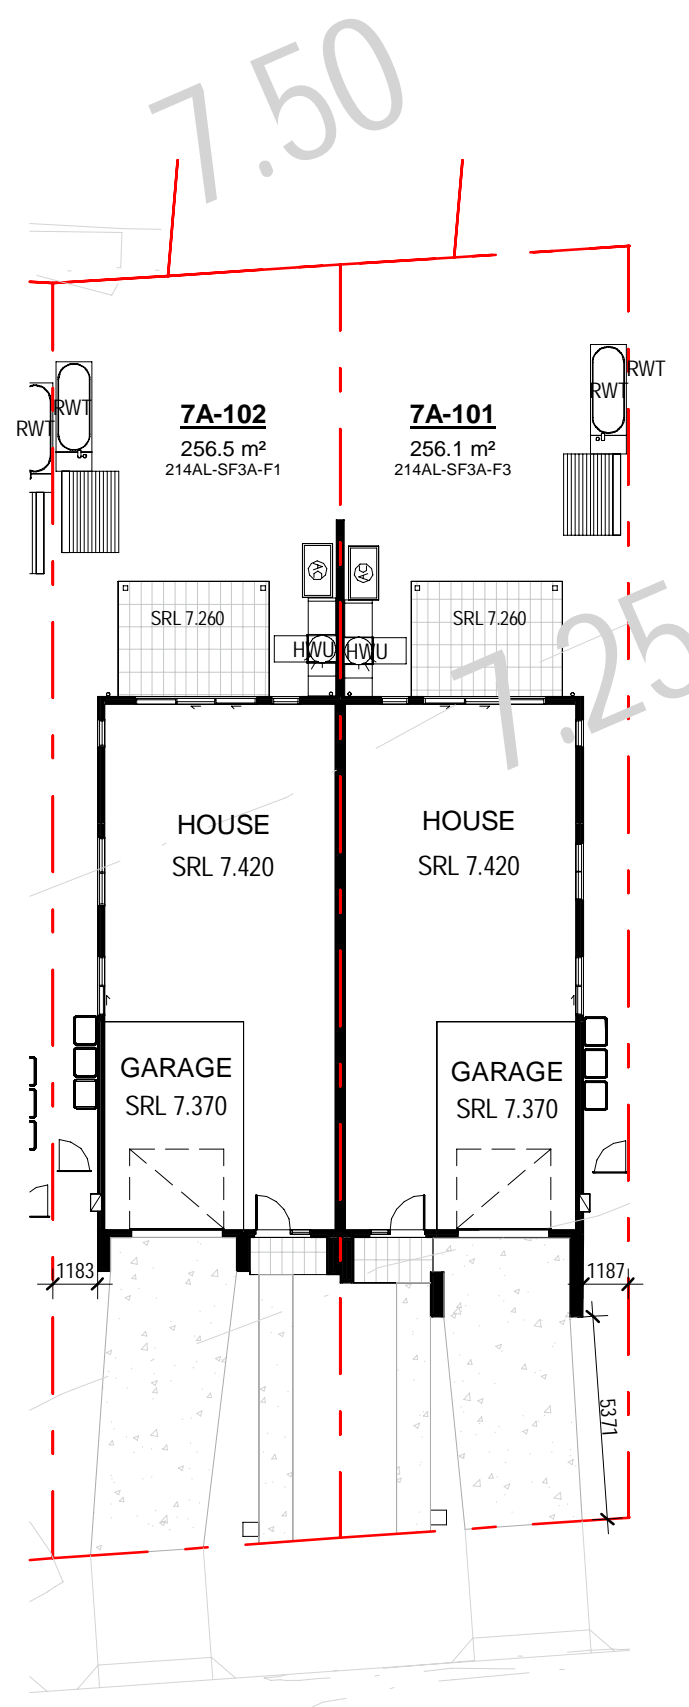 7.50
7A-102
256.5 m²
214AL-SF3A-F1
7A-101
256.1 m²
214AL-SF3A-F3
RWT
RWT
RWT
RWT
AC
AC
SRL 7.260
SRL 7.260
HWU
HWU
7.25
HOUSE
SRL 7.420
HOUSE
SRL 7.420
GARAGE
SRL 7.370
GARAGE
SRL 7.370
1183
1187
5371